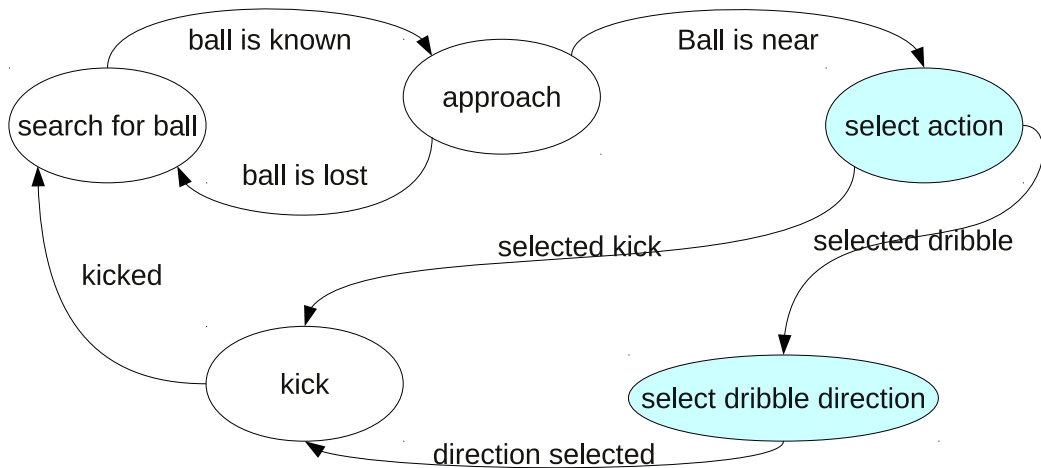 ball is known
Ball is near
approach
search for ball
select action
ball is lost
selected kick
selected dribble
kicked
kick
select dribble direction
direction selected